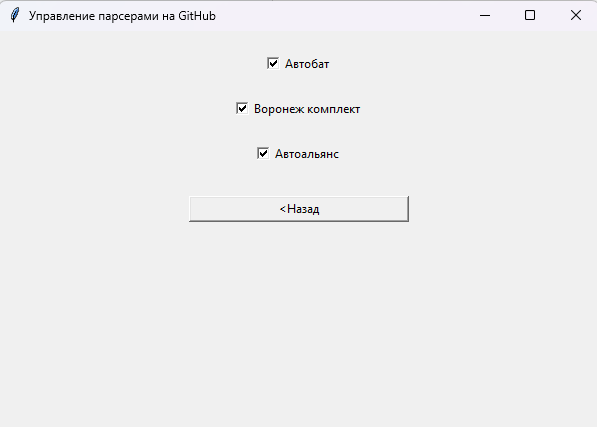 Управление парсерами на GitHub
Автобат
Воронеж комплект
Автоальянс
<Назад